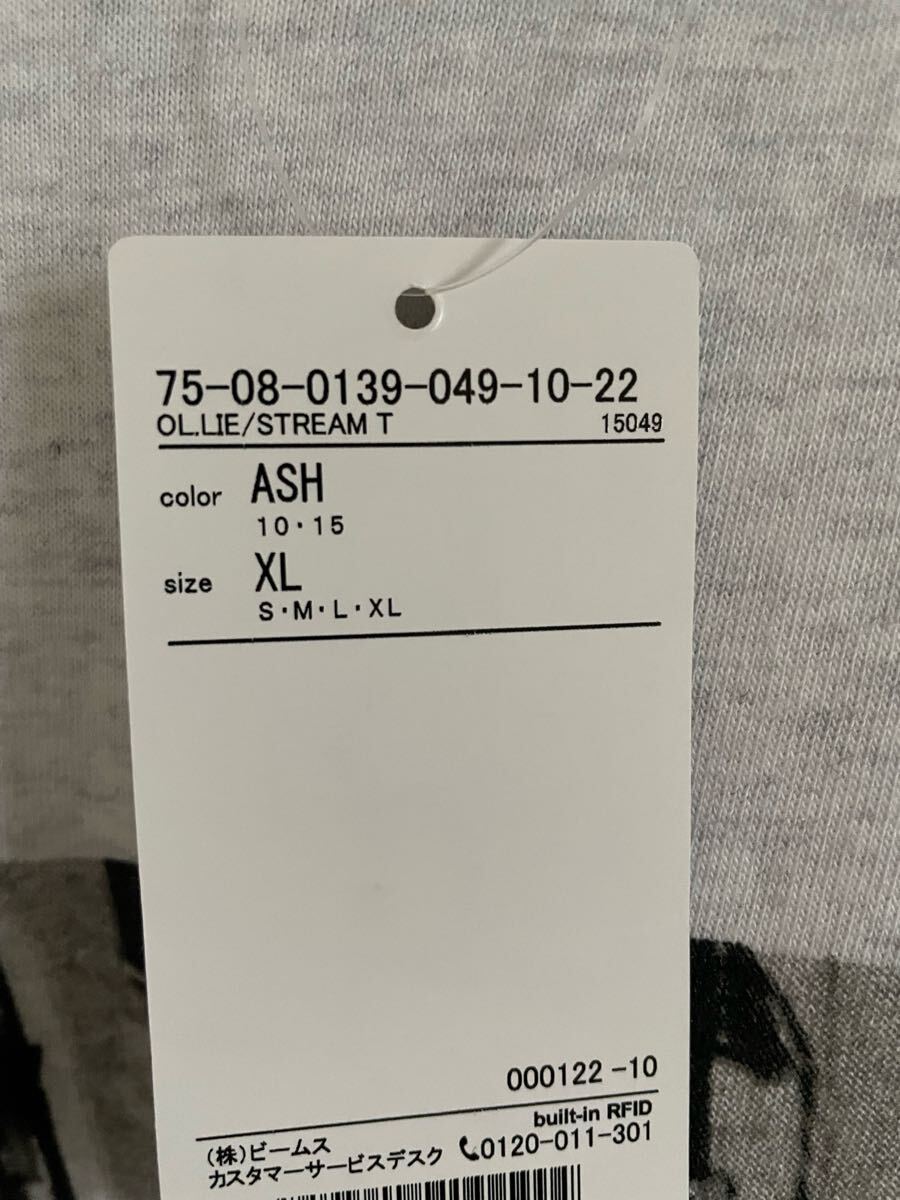 75-08-0139-049-10-22
OL.LIE/STREAM T 15049
color ASH
10・15
size XL
S・M・L・XL
000122 -10
built-in RFID
(株)ビームス
カスタマーサービスデスク 0120-011-301